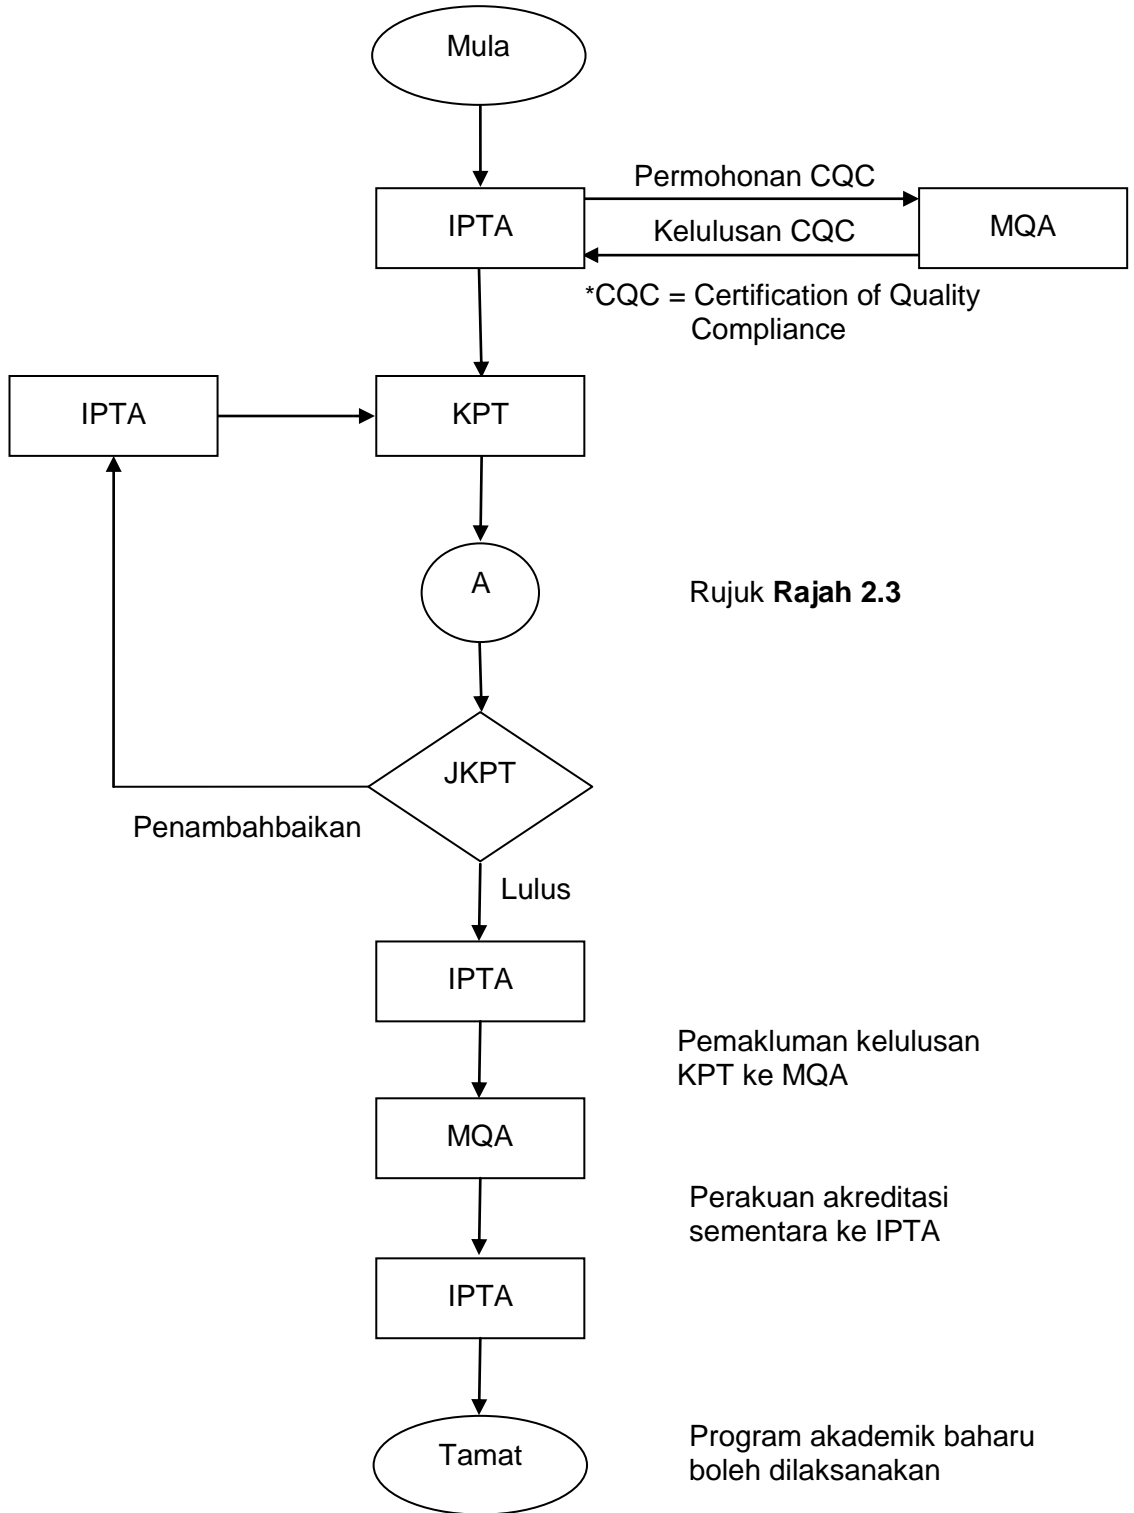 Mula
Permohonan CQC
IPTA
MQA
Kelulusan CQC
*CQC = Certification of Quality
Compliance
IPTA
KPT
A
Rujuk Rajah 2.3
JKPT
Penambahbaikan
Lulus
IPTA
Pemakluman kelulusan
KPT ke MQA
MQA
Perakuan akreditasi
sementara ke IPTA
IPTA
Tamat
Program akademik baharu
boleh dilaksanakan